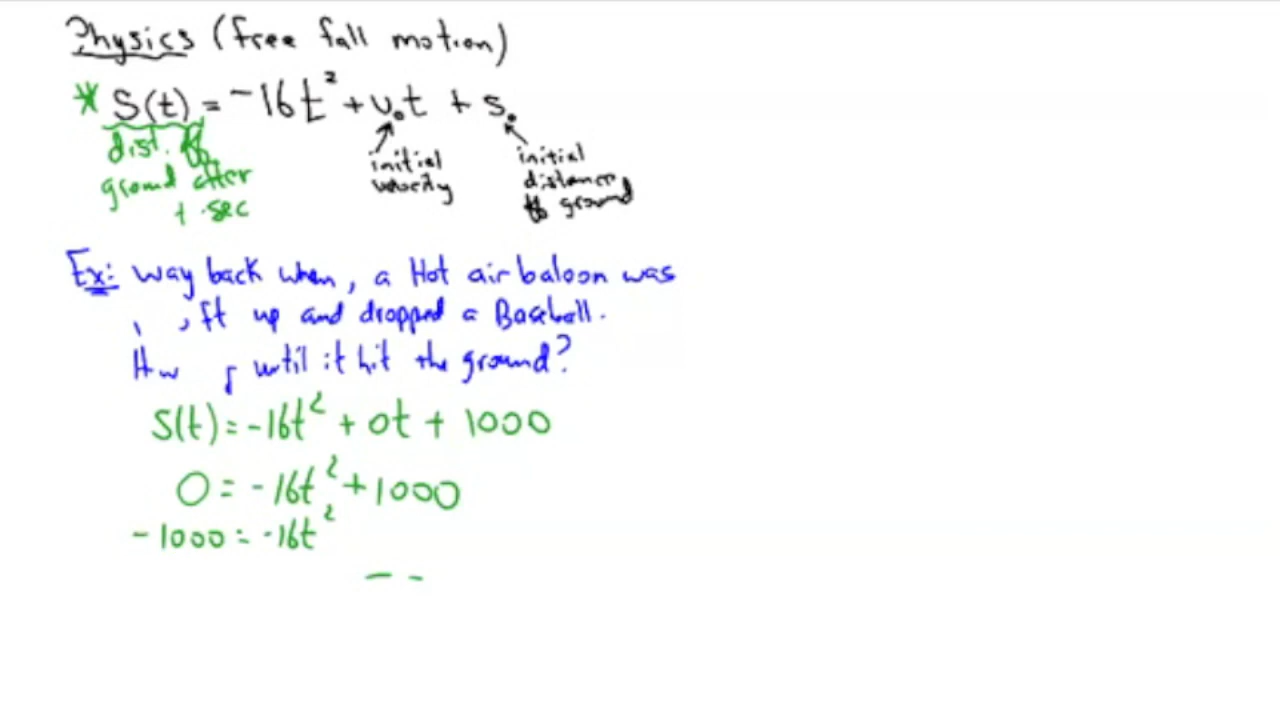 Physics (free fall motion)
* S(t) = -16t² + v₀t + s₀
dist. off
ground after
t sec
initial
velocity
initial
distance
off ground
Ex: way back when, a Hot air baloon was
ft up and dropped a Baseball.
until it hit the ground?
S(t) = -16t² + 0t + 1000
0 = -16t² + 1000
-1000 = -16t²